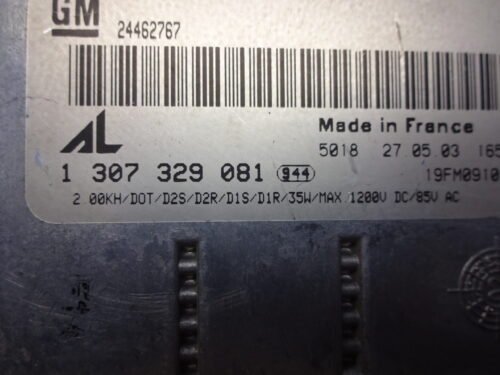 GM
24462767
AL
Made in France
5018 27.05.03 165
1 307 329 081 944
19FM0910
2.00KH/DOT/D2S/D2R/D1S/D1R/35W/MAX.1200V DC/85V AC